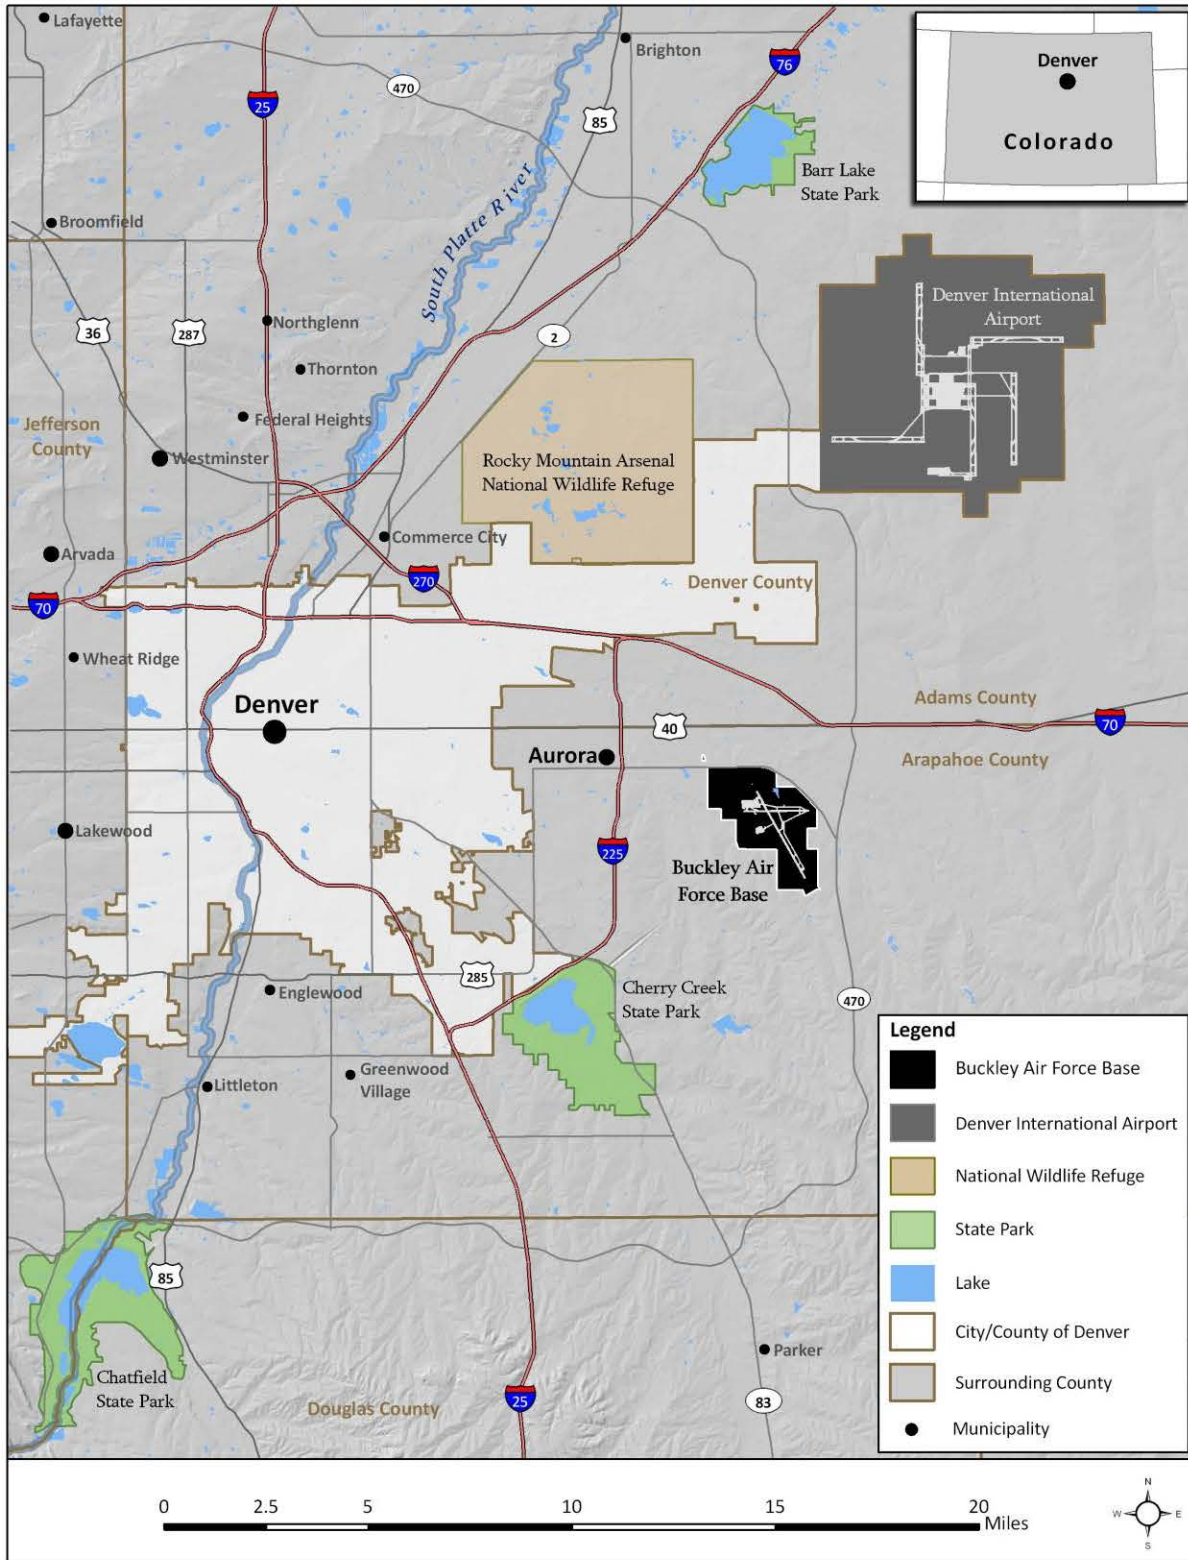 Lafayette
25
470
Brighton
85
76
Denver
Colorado
Barr Lake
State Park
Broomfield
South Platte River
36
287
Northglenn
2
Denver International
Airport
Thornton
Federal Heights
Jefferson
County
Westminster
Rocky Mountain Arsenal
National Wildlife Refuge
Commerce City
Arvada
270
Denver County
70
Wheat Ridge
Denver
Adams County
40
70
Aurora
Arapahoe County
Lakewood
225
Buckley Air
Force Base
285
Englewood
Cherry Creek
State Park
470
Greenwood
Village
Littleton
85
Chatfield
State Park
Parker
Douglas County
25
83
Legend
Buckley Air Force Base
Denver International Airport
National Wildlife Refuge
State Park
Lake
City/County of Denver
Surrounding County
Municipality
0 2.5 5 10 15 20
Miles
N
W E
S